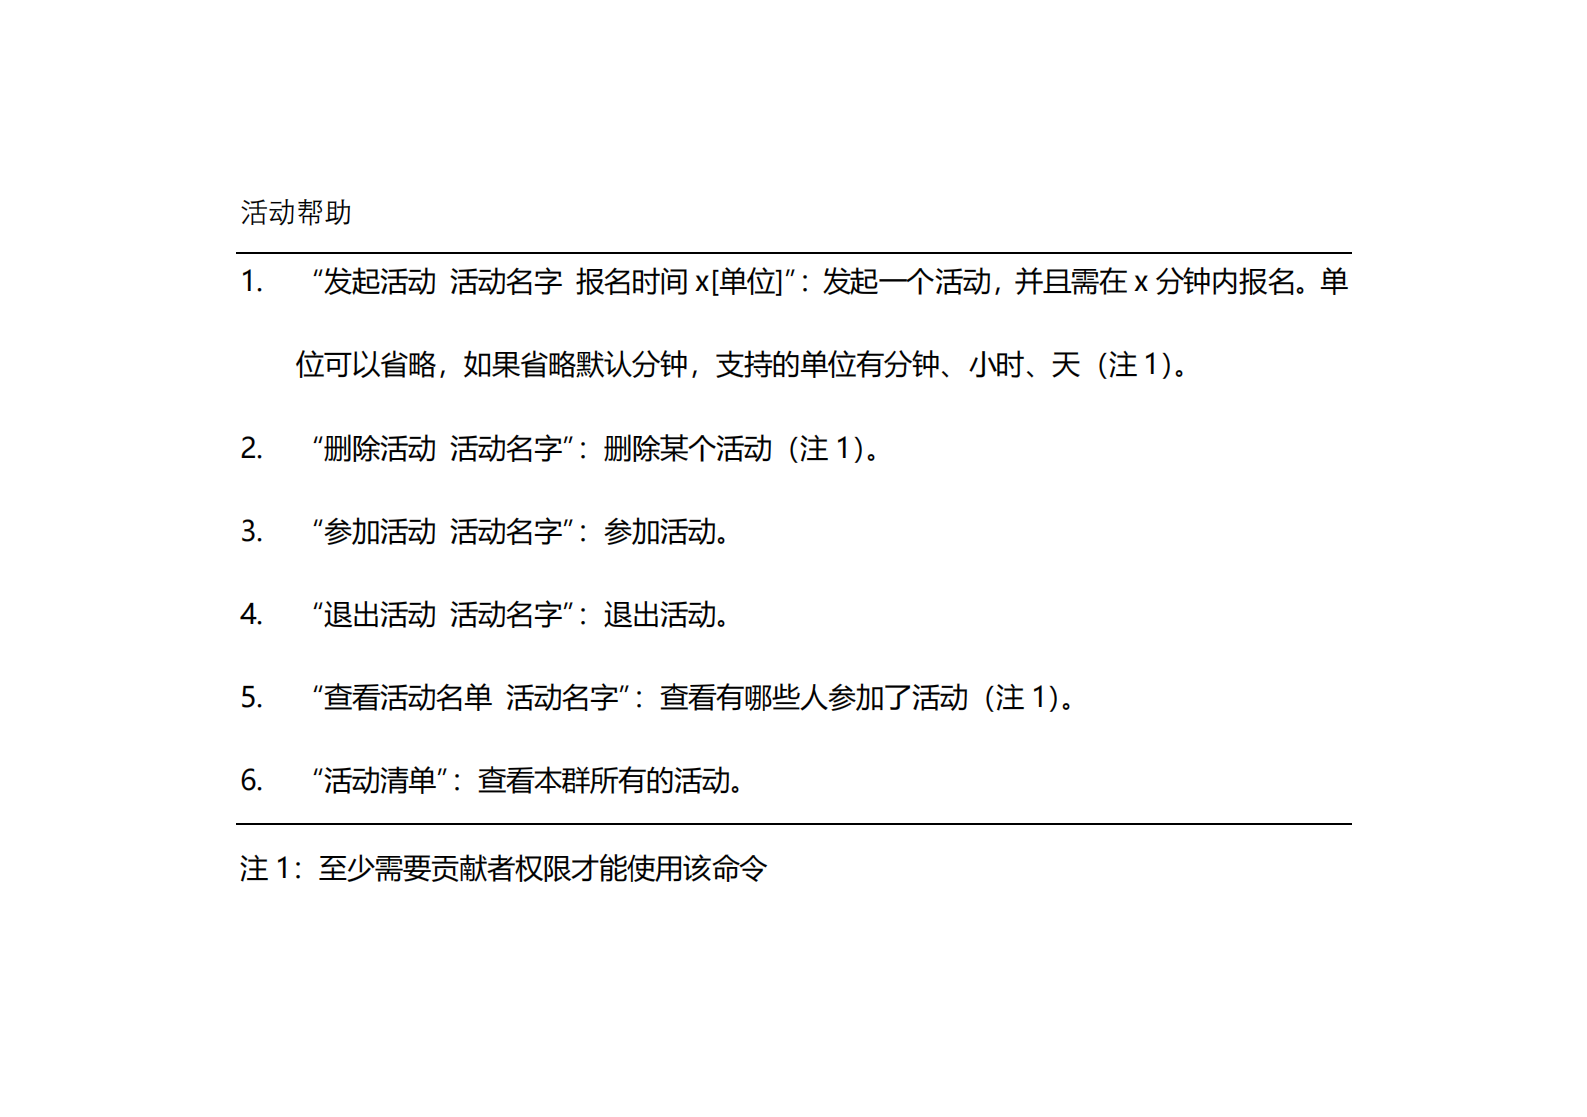 活动帮助
1. “发起活动 活动名字 报名时间 x[单位]”：发起一个活动，并且需在 x 分钟内报名。单
位可以省略，如果省略默认分钟，支持的单位有分钟、小时、天（注 1）。
2. “删除活动 活动名字”：删除某个活动（注 1）。
3. “参加活动 活动名字”：参加活动。
4. “退出活动 活动名字”：退出活动。
5. “查看活动名单 活动名字”：查看有哪些人参加了活动（注 1）。
6. “活动清单”：查看本群所有的活动。
注 1：至少需要贡献者权限才能使用该命令